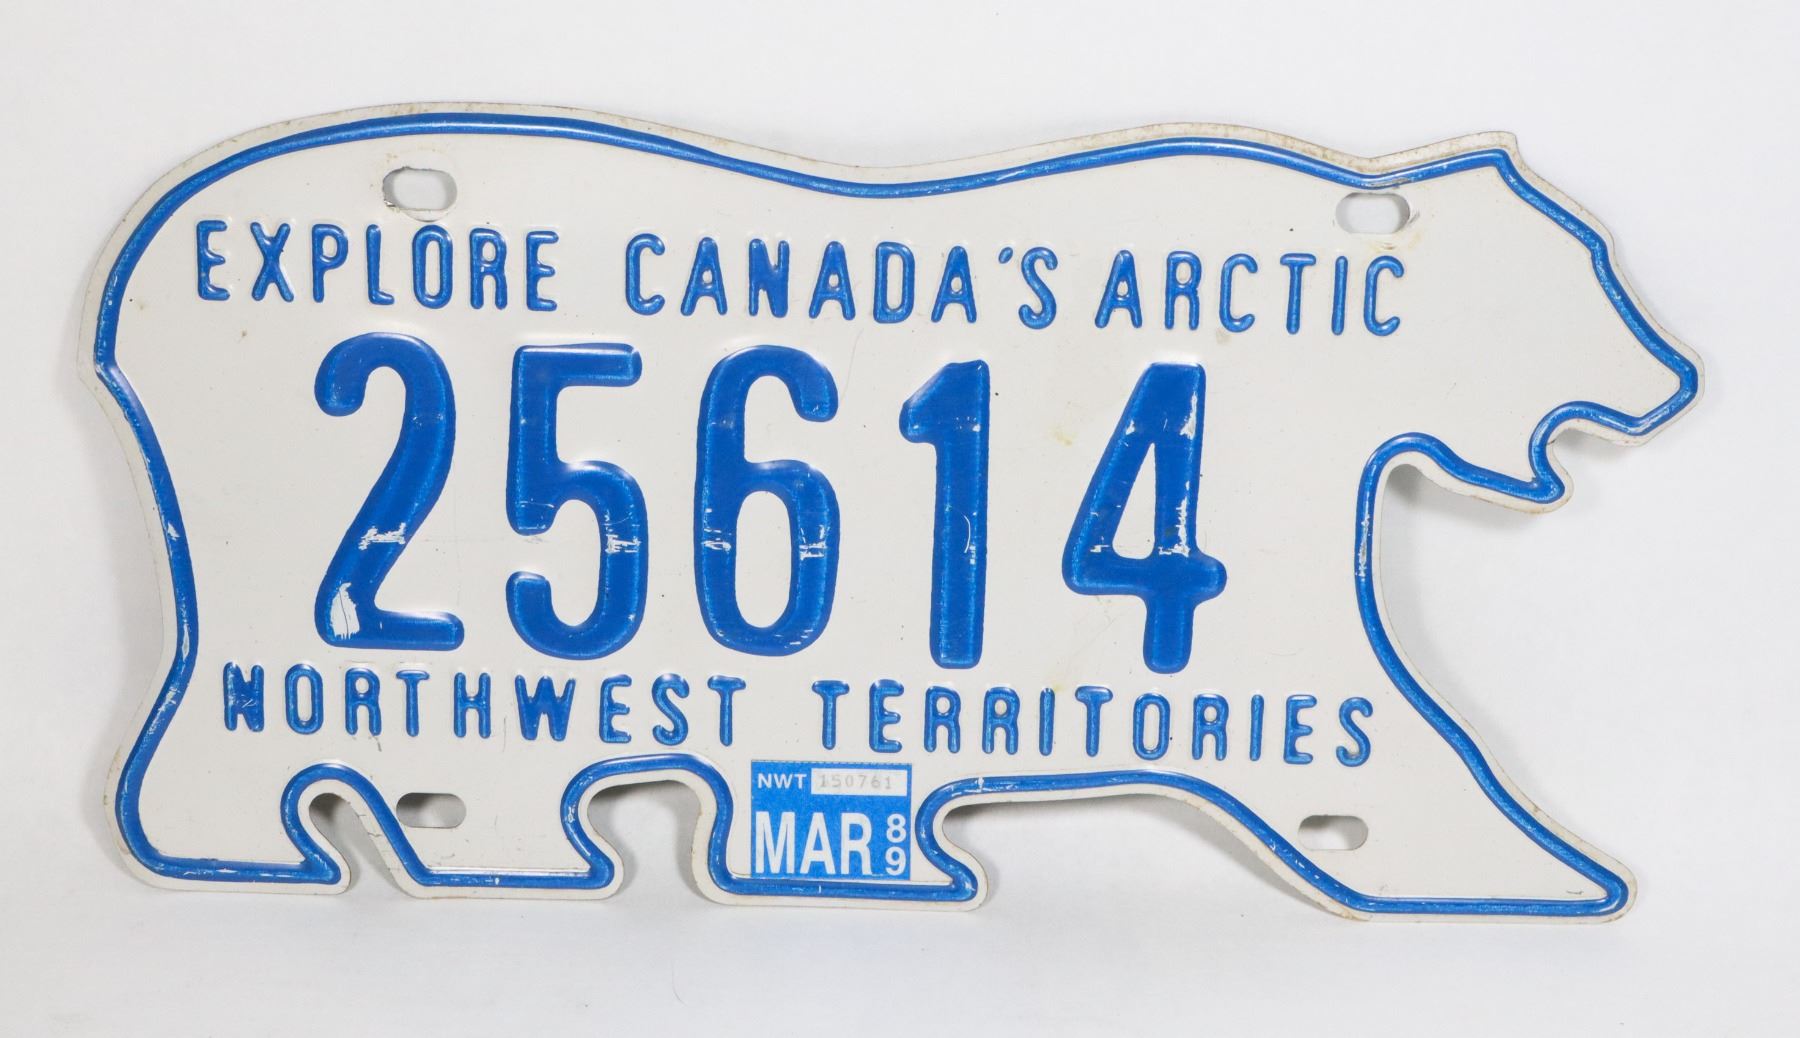 EXPLORE CANADA'S ARCTIC
25614
NORTHWEST TERRITORIES
NWT 150761
MAR 89